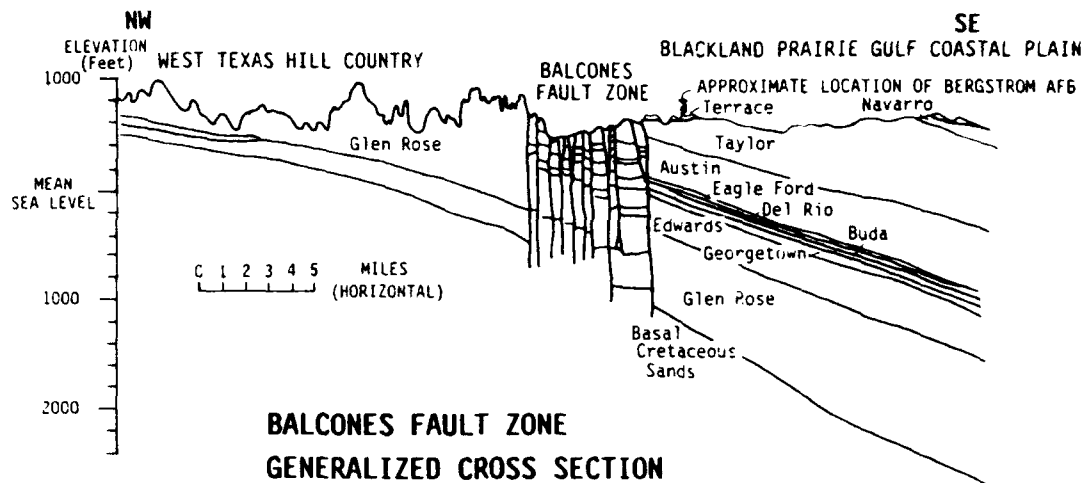 NW
SE
ELEVATION
(Feet)
WEST TEXAS HILL COUNTRY
BLACKLAND PRAIRIE GULF COASTAL PLAIN
BALCONES
FAULT ZONE
1000
APPROXIMATE LOCATION OF BERGSTROM AFB
Terrace
Navarro
Glen Rose
Taylor
Austin
MEAN
SEA LEVEL
Eagle Ford
Del Rio
Edwards
Buda
Georgetown
0 1 2 3 4 5 MILES
(HORIZONTAL)
1000
Glen Rose
Basal
Cretaceous
Sands
2000
BALCONES FAULT ZONE
GENERALIZED CROSS SECTION